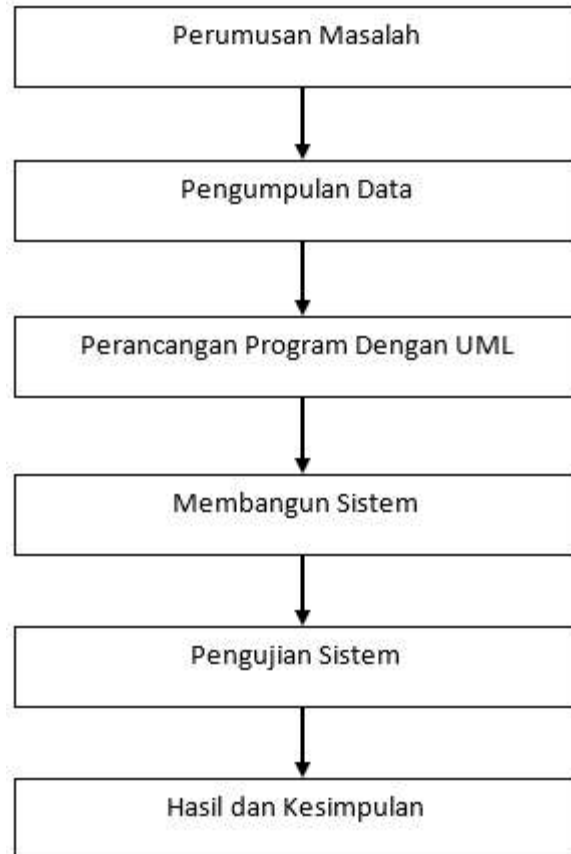 Perumusan Masalah
Pengumpulan Data
Perancangan Program Dengan UML
Membangun Sistem
Pengujian Sistem
Hasil dan Kesimpulan